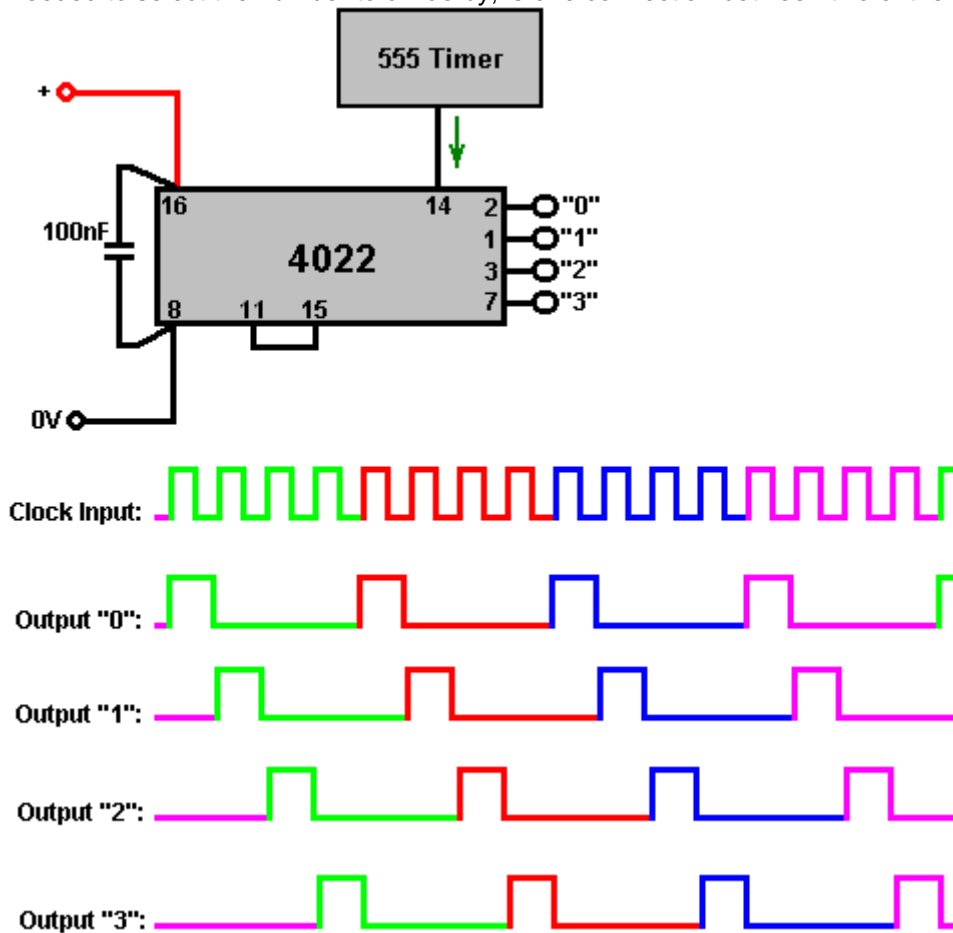 555 Timer
+
16
14
2
"0"
100nF
1
"1"
4022
3
"2"
7
"3"
8
11
15
0V
Clock Input:
Output "0":
Output "1":
Output "2":
Output "3":